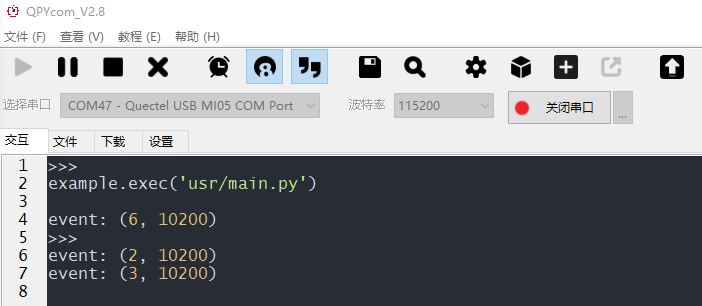 QPYcom_V2.8
文件 (F) 查看 (V) 教程 (E) 帮助 (H)
选择串口 COM47 - Quectel USB MI05 COM Port 波特率 115200 关闭串口 ...
交互 文件 下载 设置
1 >>>
2 example.exec('usr/main.py')
3
4 event: (6, 10200)
5 >>>
6 event: (2, 10200)
7 event: (3, 10200)
8